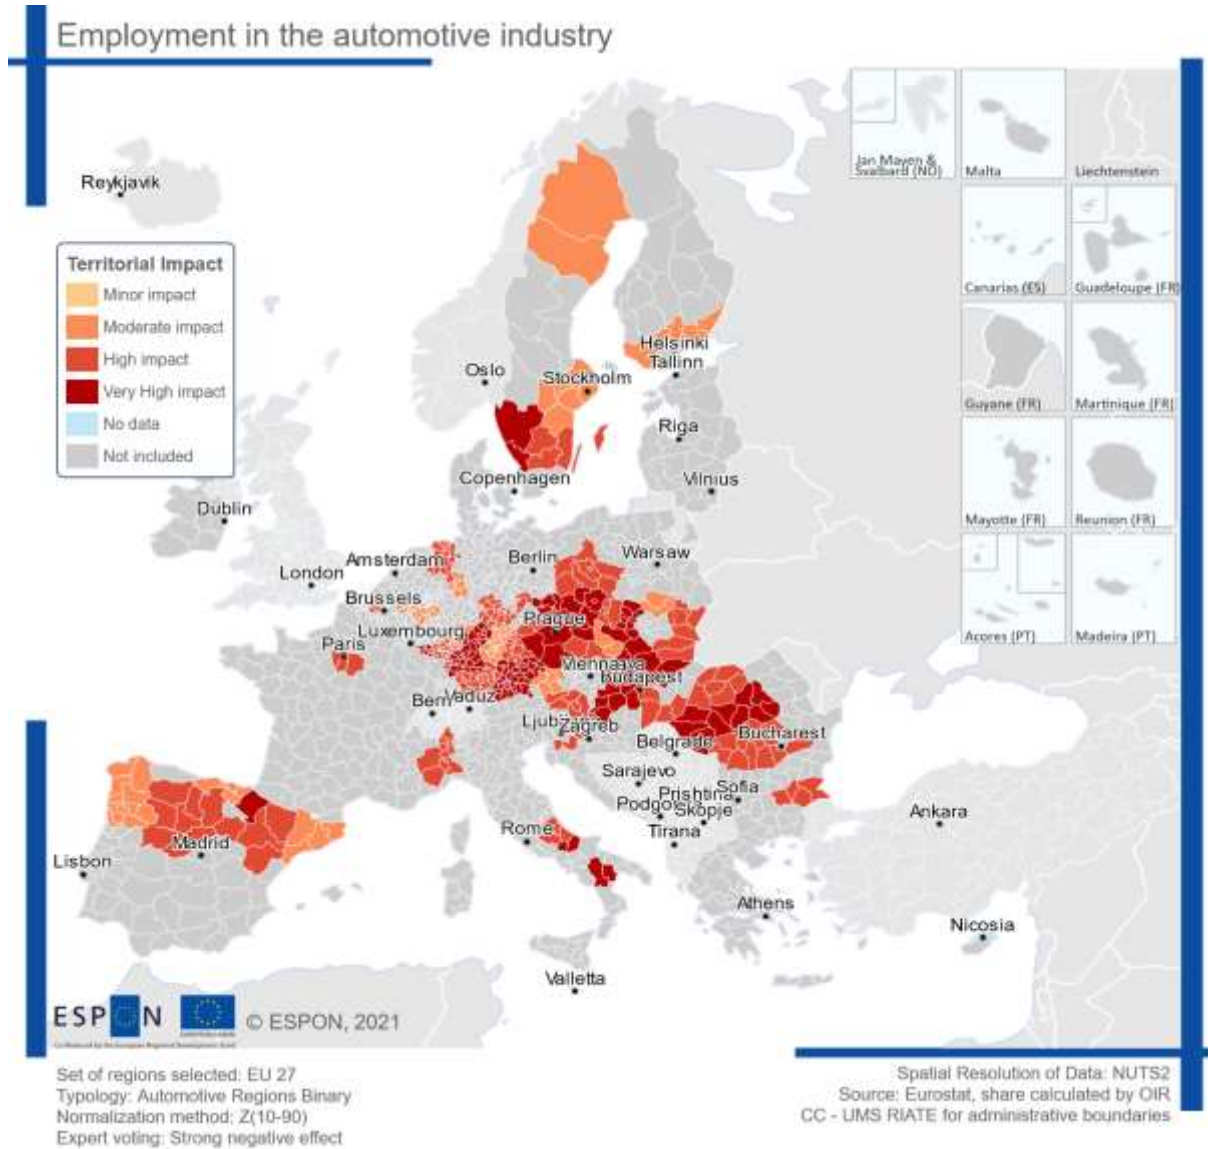 Employment in the automotive industry
Jan Mayen &
Svalbard (NO)
Malta
Liechtenstein
Reykjavik
Canarias (ES)
Guadeloupe (FR)
Territorial Impact
Minor impact
Moderate impact
High impact
Very High impact
No data
Not included
Helsinki
Tallinn
Oslo
Stockholm
Guyane (FR)
Martinique (FR)
Riga
Copenhagen
Vilnius
Dublin
Mayotte (FR)
Reunion (FR)
Amsterdam
Berlin
Warsaw
London
Brussels
Prague
Luxembourg
Paris
Acores (PT)
Madeira (PT)
Vienna
Budapest
Bern
Vaduz
Zagreb
Bucharest
Belgrade
Sarajevo
Prishtina
Sofia
Skopje
Tirana
Ankara
Rome
Madrid
Lisbon
Athens
Nicosia
Valletta
ESPON
© ESPON, 2021
Set of regions selected: EU 27
Typology: Automotive Regions Binary
Normalization method: Z(10-90)
Expert voting: Strong negative effect
Spatial Resolution of Data: NUTS2
Source: Eurostat, share calculated by OIR
CC - UMS RIATE for administrative boundaries